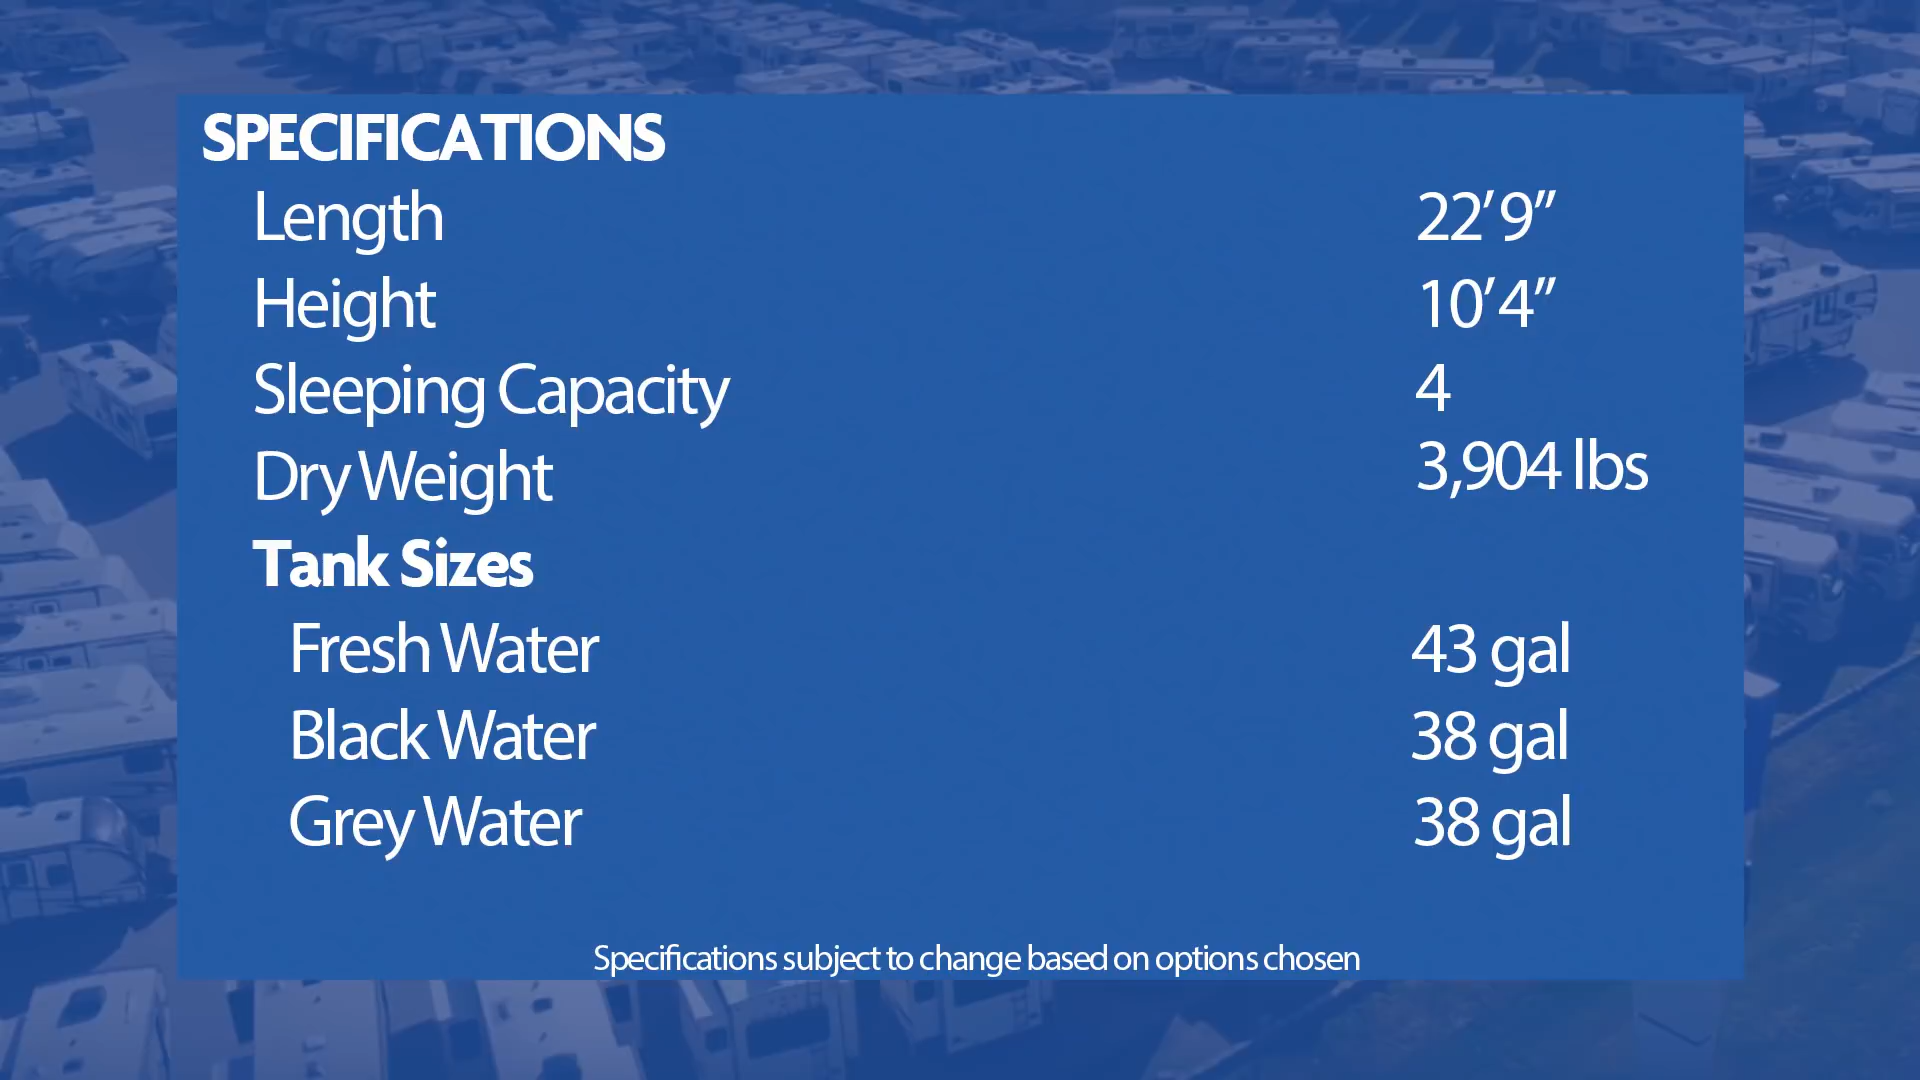 SPECIFICATIONS
Length 22’9”
Height 10’4”
Sleeping Capacity 4
Dry Weight 3,904 lbs
Tank Sizes
Fresh Water 43 gal
Black Water 38 gal
Grey Water 38 gal
Specifications subject to change based on options chosen